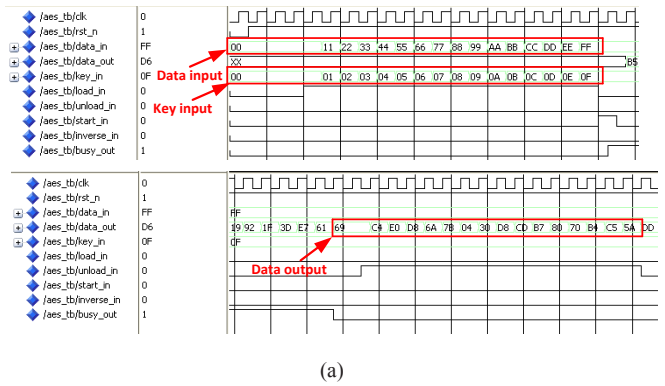 /aes_tb/clk 0
/aes_tb/rst_n 1
/aes_tb/data_in FF 00 11 22 33 44 55 66 77 88 99 AA BB CC DD EE FF
/aes_tb/data_out D6 XX B5
/aes_tb/key_in 0F 00 01 02 03 04 05 06 07 08 09 0A 0B 0C 0D 0E 0F
Data input
/aes_tb/load_in 0
/aes_tb/unload_in 0
Key input
/aes_tb/start_in 0
/aes_tb/inverse_in 0
/aes_tb/busy_out 1
/aes_tb/clk 0
/aes_tb/rst_n 1
/aes_tb/data_in FF FF
/aes_tb/data_out D6 19 92 1F 3D E7 61 69 C4 E0 D8 6A 7B 04 30 D8 CD B7 80 70 B4 C5 5A DD
/aes_tb/key_in 0F 0F
/aes_tb/load_in 0
/aes_tb/unload_in 0
Data output
/aes_tb/start_in 0
/aes_tb/inverse_in 0
/aes_tb/busy_out 1
(a)